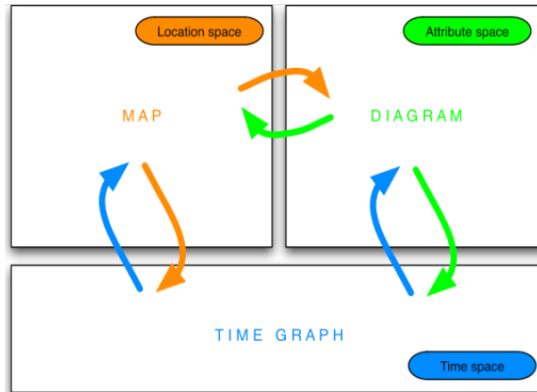 Location space
Attribute space
MAP
DIAGRAM
TIME GRAPH
Time space